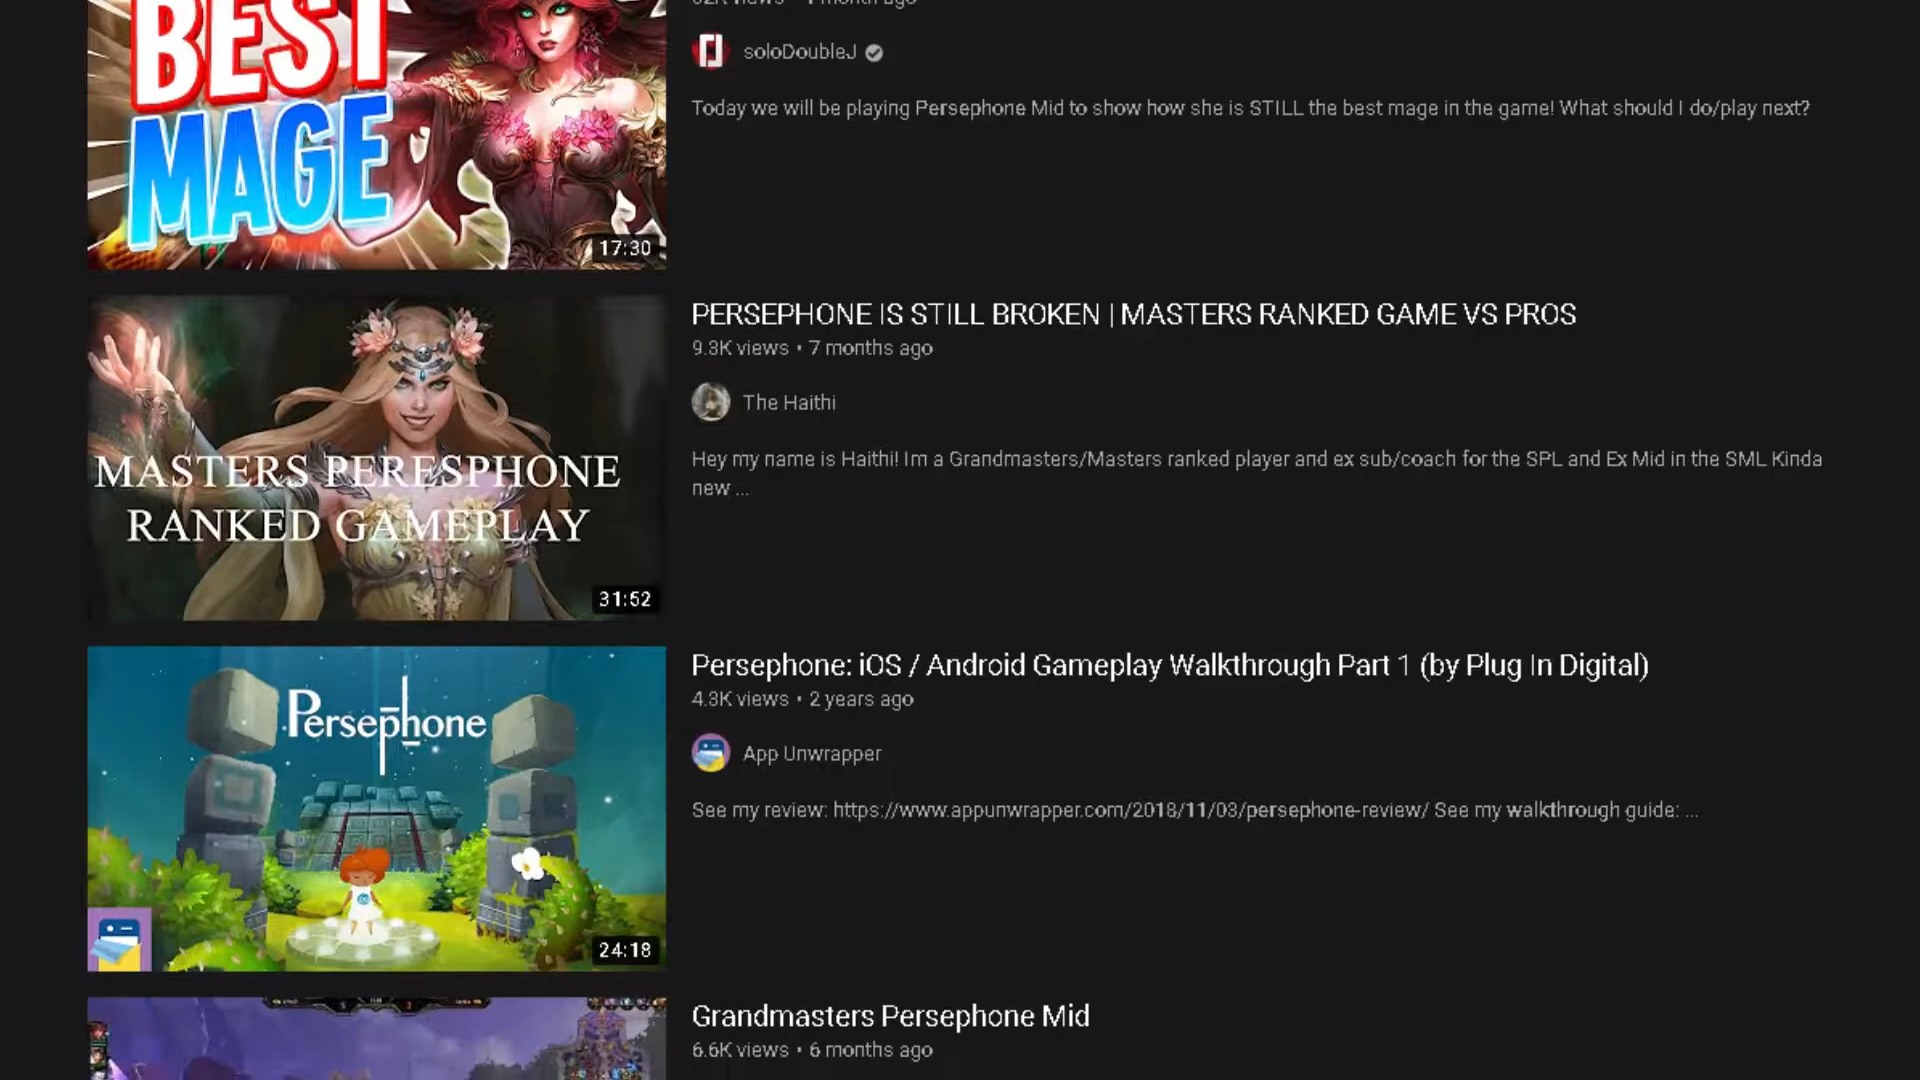 BEST
MAGE
17:30
soloDoubleJ
Today we will be playing Persephone Mid to show how she is STILL the best mage in the game! What should I do/play next?
MASTERS PERESPHONE
RANKED GAMEPLAY
31:52
PERSEPHONE IS STILL BROKEN | MASTERS RANKED GAME VS PROS
9.3K views • 7 months ago
The Haithi
Hey my name is Haithi! Im a Grandmasters/Masters ranked player and ex sub/coach for the SPL and Ex Mid in the SML Kinda
new ...
Persephone
24:18
Persephone: iOS / Android Gameplay Walkthrough Part 1 (by Plug In Digital)
4.3K views • 2 years ago
App Unwrapper
See my review: https://www.appunwrapper.com/2018/11/03/persephone-review/ See my walkthrough guide: ...
Grandmasters Persephone Mid
6.6K views • 6 months ago